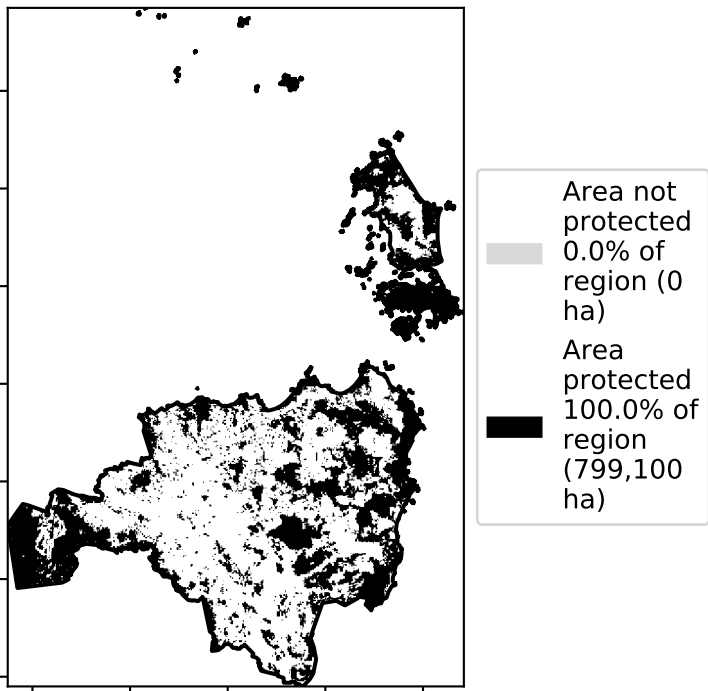 Area not
protected
0.0% of
region (0
ha)
Area
protected
100.0% of
region
(799,100
ha)